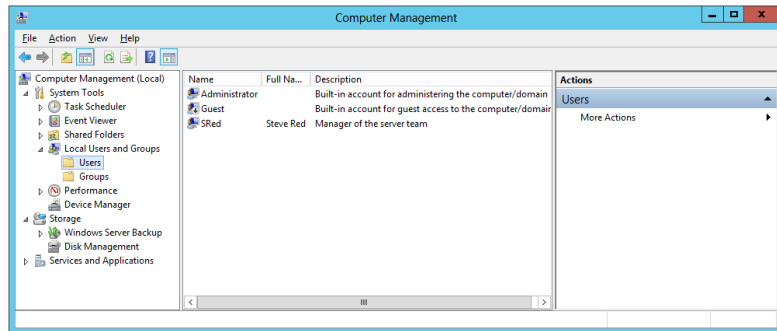 Computer Management
File Action View Help
Computer Management (Local)
System Tools
Task Scheduler
Event Viewer
Shared Folders
Local Users and Groups
Users
Groups
Performance
Device Manager
Storage
Windows Server Backup
Disk Management
Services and Applications
Name Full Na... Description
Administrator Built-in account for administering the computer/domain
Guest Built-in account for guest access to the computer/domain
SRed Steve Red Manager of the server team
Actions
Users
More Actions